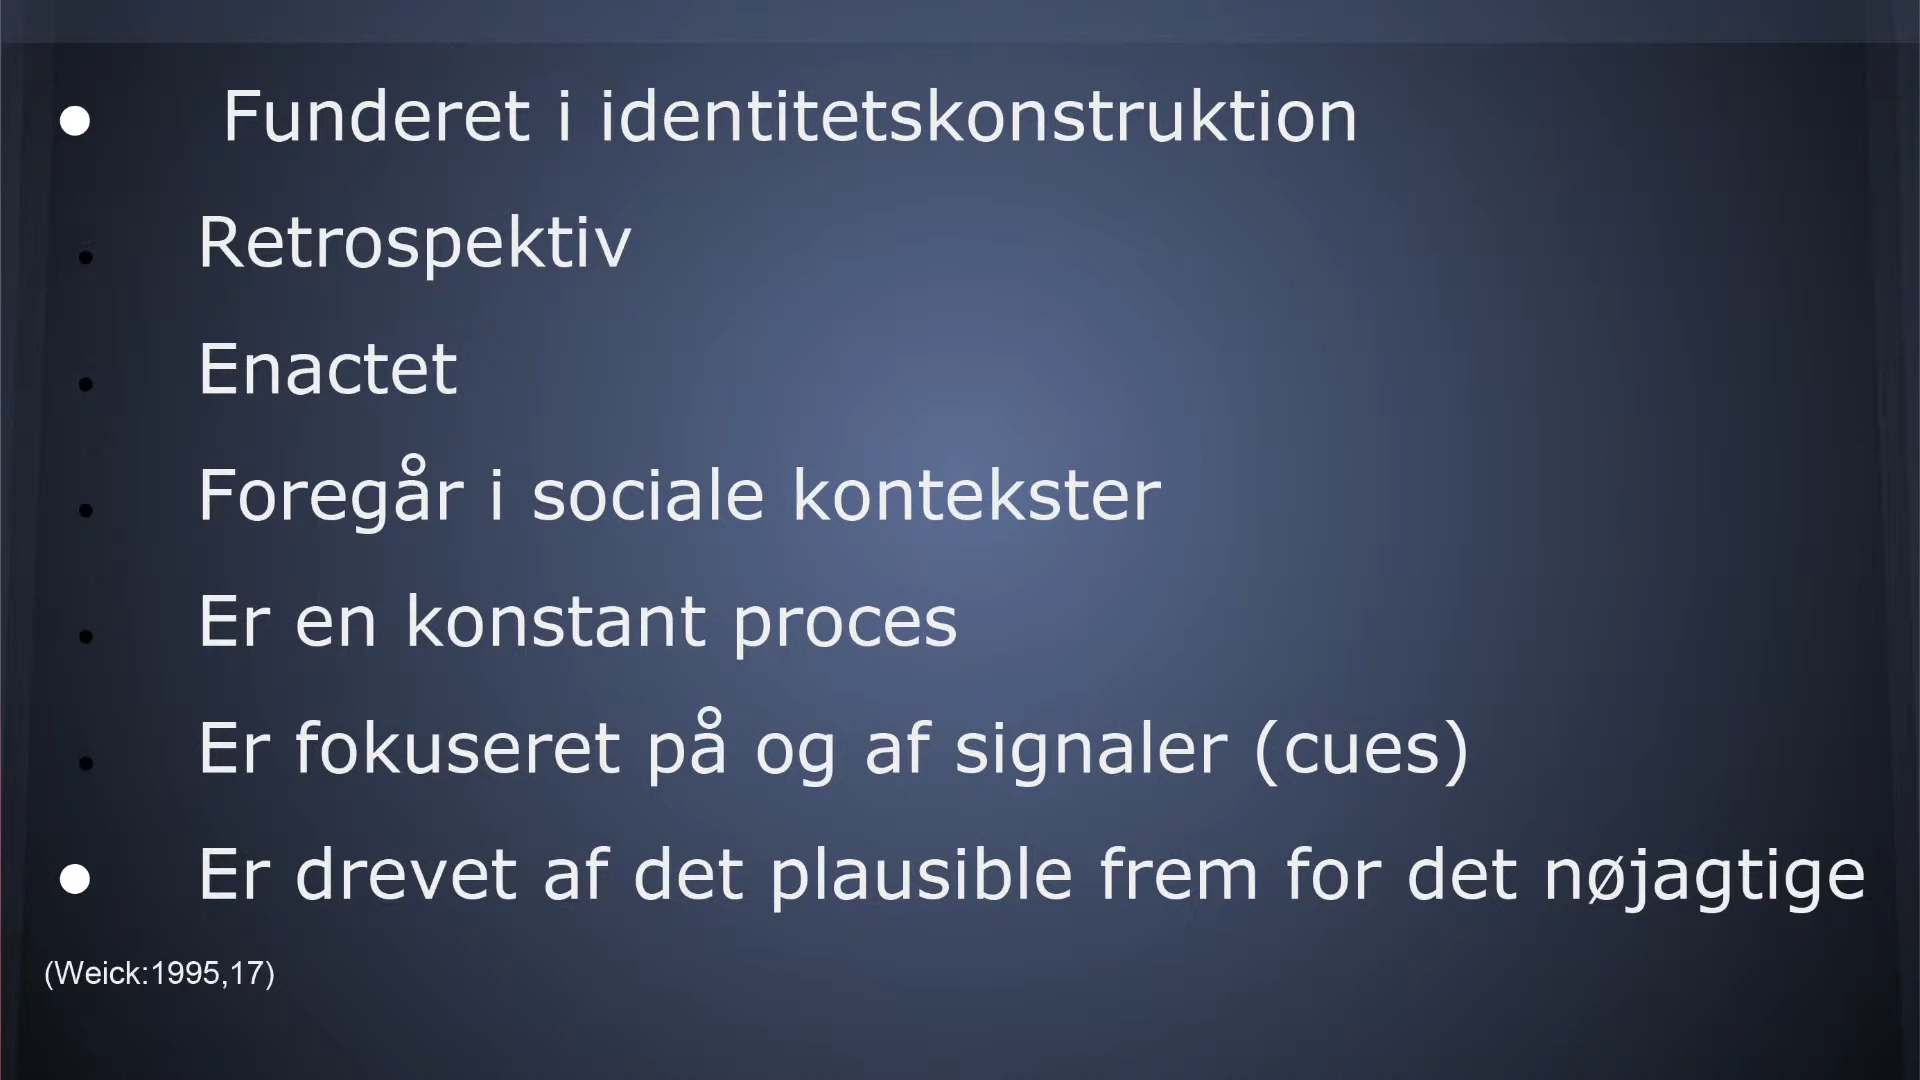 ● Funderet i identitetskonstruktion
● Retrospektiv
● Enactet
● Foregår i sociale kontekster
● Er en konstant proces
● Er fokuseret på og af signaler (cues)
● Er drevet af det plausible frem for det nøjagtige
(Weick:1995,17)